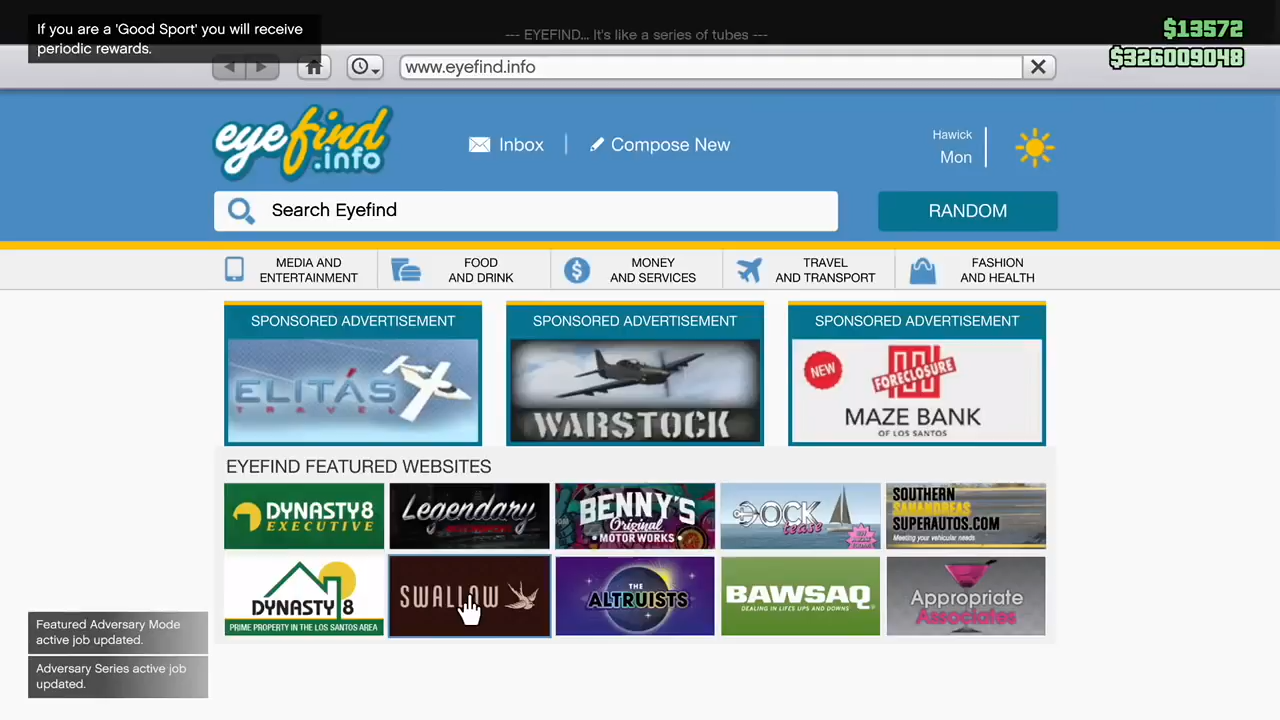 If you are a 'Good Sport' you will receive
periodic rewards.
--- EYEFIND... It's like a series of tubes ---
$13572
$326009048
www.eyefind.info
eyefind
.info
Inbox
Compose New
Hawick
Mon
Search Eyefind
RANDOM
MEDIA AND
ENTERTAINMENT
FOOD
AND DRINK
MONEY
AND SERVICES
TRAVEL
AND TRANSPORT
FASHION
AND HEALTH
SPONSORED ADVERTISEMENT
SPONSORED ADVERTISEMENT
SPONSORED ADVERTISEMENT
ELITÁS
TRAVEL
WARSTOCK
NEW
FORECLOSURE
MAZE BANK
OF LOS SANTOS
EYEFIND FEATURED WEBSITES
DYNASTY8
EXECUTIVE
Legendary
BENNY'S
Original
MOTOR WORKS
DOCK
tease
SOUTHERN
SANANDREAS
SUPERAUTOS.COM
Meeting your vehicular needs
DYNASTY 8
PRIME PROPERTY IN THE LOS SANTOS AREA
SWALLOW
THE
ALTRUISTS
BAWSAQ
DEALING IN LIFE'S UPS AND DOWNS
Appropriate
Associates
Featured Adversary Mode
active job updated.
Adversary Series active job
updated.